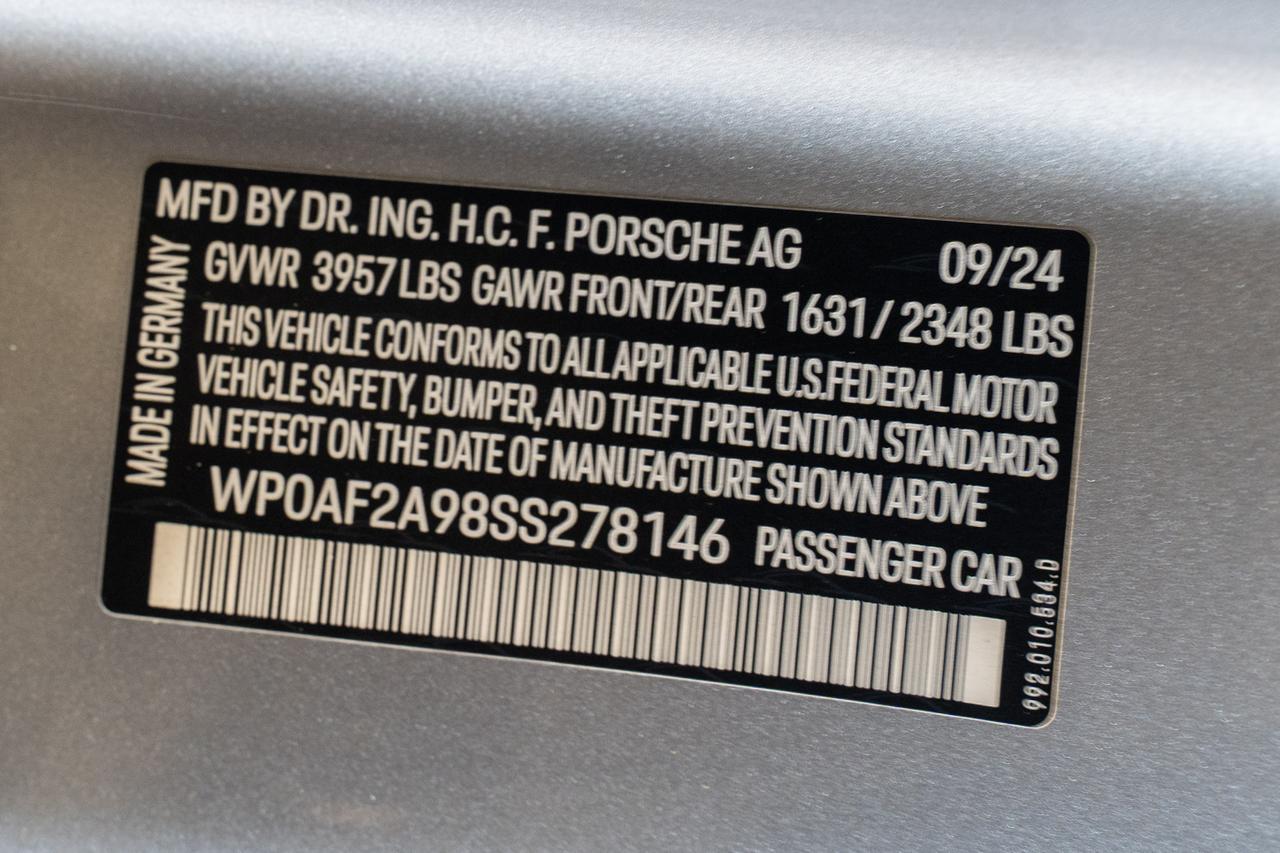 MFD BY DR. ING. H.C. F. PORSCHE AG 09/24
GVWR 3957 LBS GAWR FRONT/REAR 1631 / 2348 LBS
THIS VEHICLE CONFORMS TO ALL APPLICABLE U.S.FEDERAL MOTOR
VEHICLE SAFETY, BUMPER, AND THEFT PREVENTION STANDARDS
IN EFFECT ON THE DATE OF MANUFACTURE SHOWN ABOVE
WP0AF2A98SS278146 PASSENGER CAR
MADE IN GERMANY
992.010.504.D